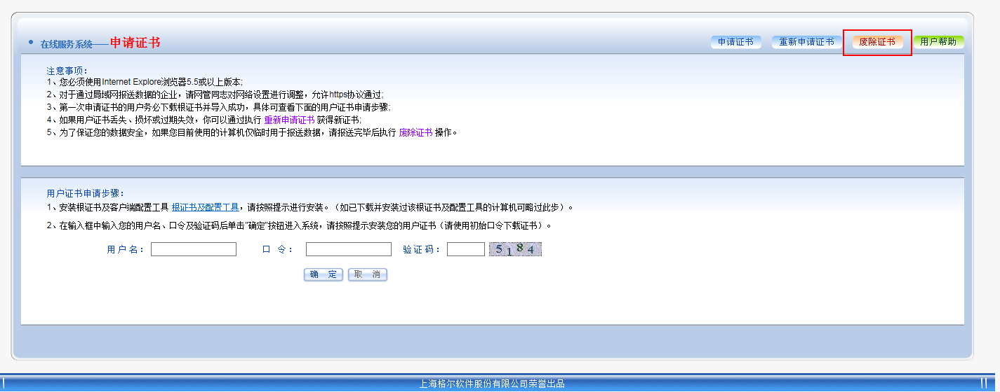 在线服务系统——申请证书
申请证书 重新申请证书 废除证书 用户帮助
注意事项：
1、您必须使用Internet Explore浏览器5.5或以上版本;
2、对于通过局域网报送数据的企业，请网管同志对网络设置进行调整，允许https协议通过;
3、第一次申请证书的用户务必下载根证书并导入成功，具体可查看下面的用户证书申请步骤;
4、如果用户证书丢失、损坏或过期失效，你可以通过执行 重新申请证书 获得新证书;
5、为了保证您的数据安全，如果您目前使用的计算机仅临时用于报送数据，请报送完毕后执行 废除证书 操作。
用户证书申请步骤：
1、安装根证书及客户端配置工具 根证书及配置工具，请按照提示进行安装。（如已下载并安装过该根证书及配置工具的计算机可略过此步）。
2、在输入框中输入您的用户名、口令及验证码后单击"确定"按钮进入系统，请按照提示安装您的用户证书（请使用初始口令下载证书）。
用户名： 口 令： 验证码： 5184
确 定 取 消
上海格尔软件股份有限公司荣誉出品